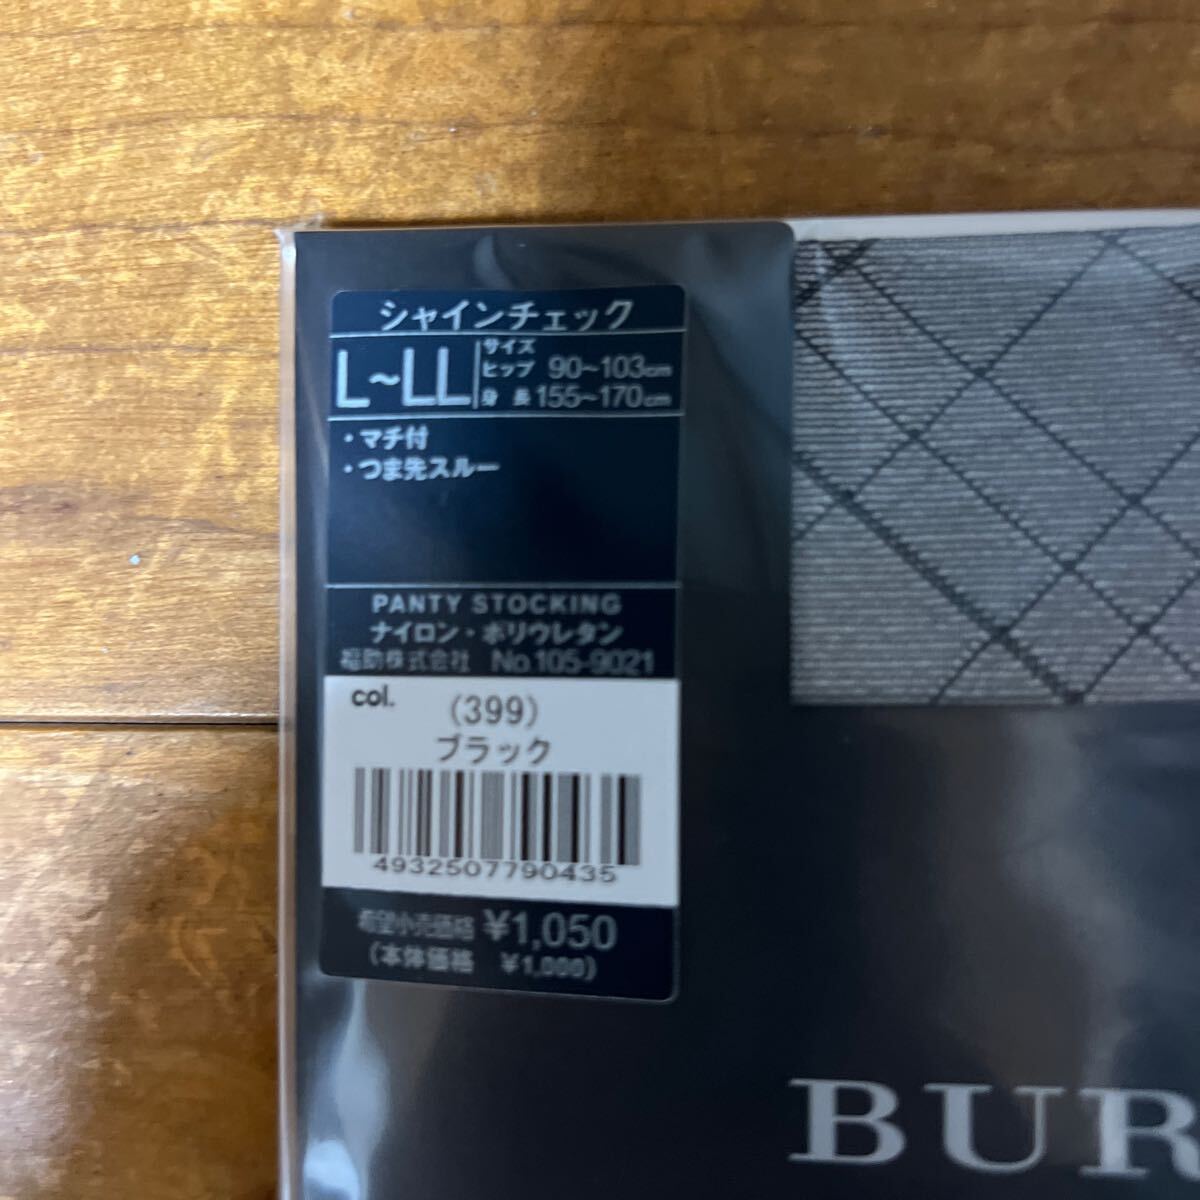 シャインチェック
L~LL
サイズ
ヒップ 90~103cm
身長 155~170cm
・マチ付
・つま先スルー
PANTY STOCKING
ナイロン・ポリウレタン
福助株式会社 No.105-9021
col. (399)
ブラック
4932507790435
希望小売価格 ¥1,050
(本体価格 ¥1,000)
BUR